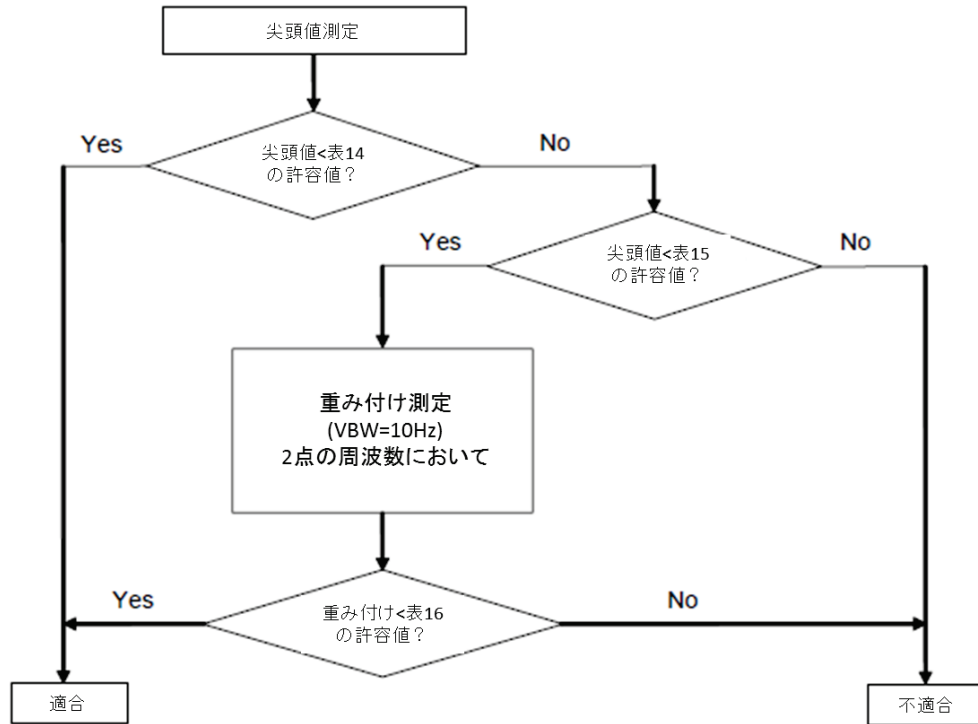 尖頭値測定
Yes
尖頭値<表14
の許容値？
No
Yes
尖頭値<表15
の許容値？
No
重み付け測定
(VBW=10Hz)
2点の周波数において
Yes
重み付け<表16
の許容値？
No
適合
不適合